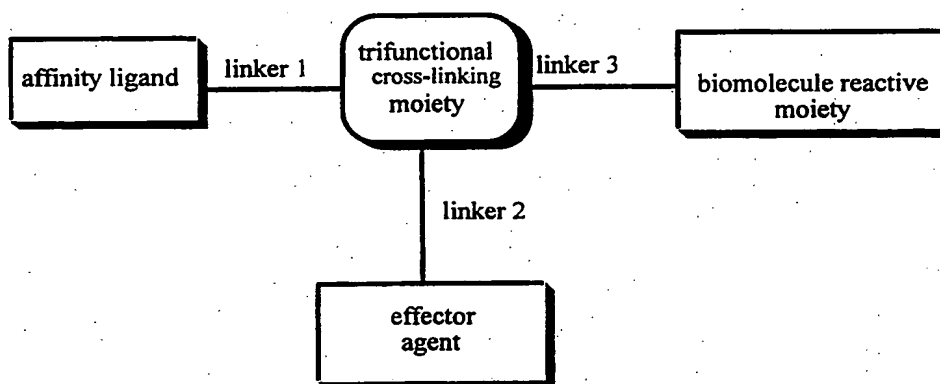 affinity ligand
linker 1
trifunctional
cross-linking
moiety
linker 3
biomolecule reactive
moiety
linker 2
effector
agent